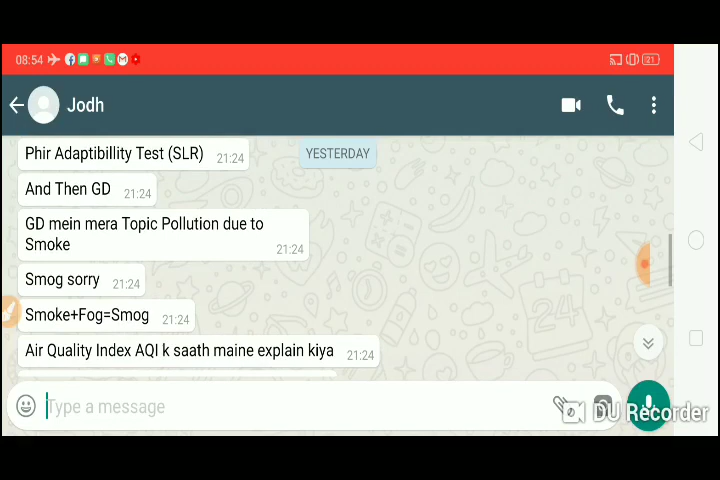 08:54
21
Jodh
YESTERDAY
Phir Adaptibillity Test (SLR) 21:24
And Then GD 21:24
GD mein mera Topic Pollution due to
Smoke 21:24
Smog sorry 21:24
Smoke+Fog=Smog 21:24
Air Quality Index AQI k saath maine explain kiya 21:24
Type a message
DU Recorder